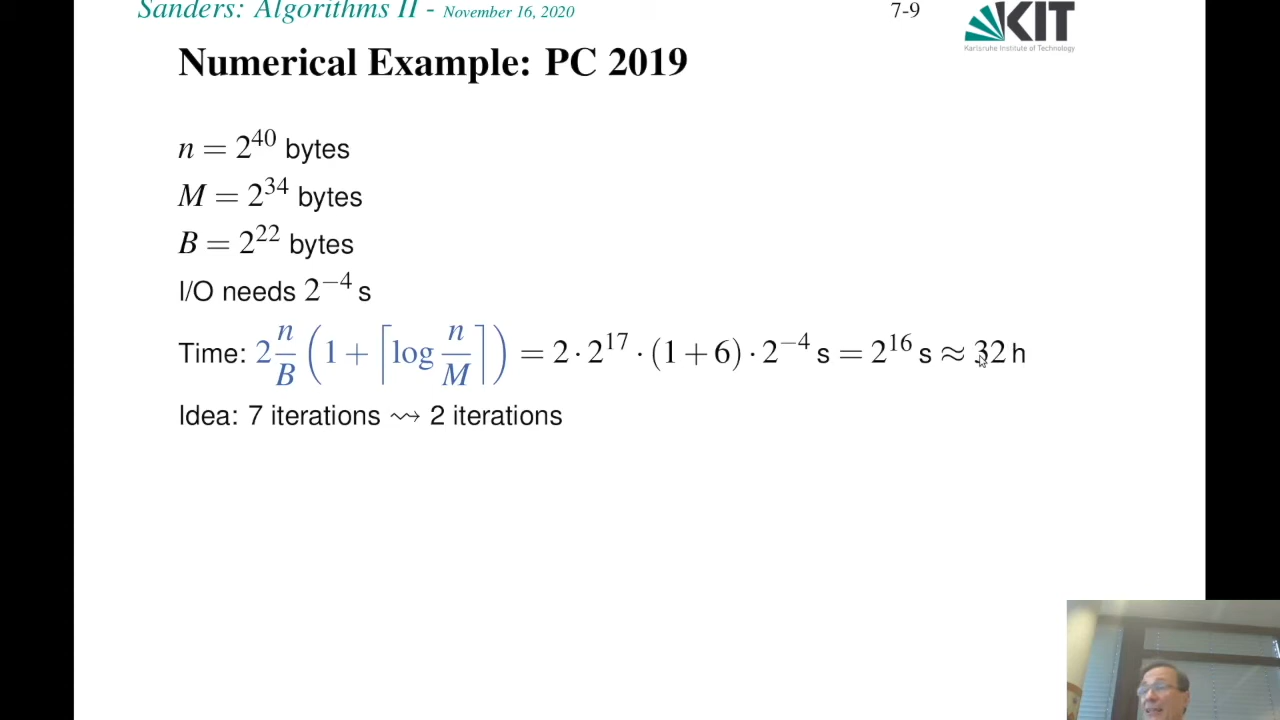 Sanders: Algorithms II - November 16, 2020 7-9
KIT
Karlsruhe Institute of Technology
Numerical Example: PC 2019
n = 2^40 bytes
M = 2^34 bytes
B = 2^22 bytes
I/O needs 2^−4 s
Time: 2 n/B (1 + ⌈log n/M⌉) = 2 · 2^17 · (1 + 6) · 2^−4 s = 2^16 s ≈ 32 h
Idea: 7 iterations ⇝ 2 iterations